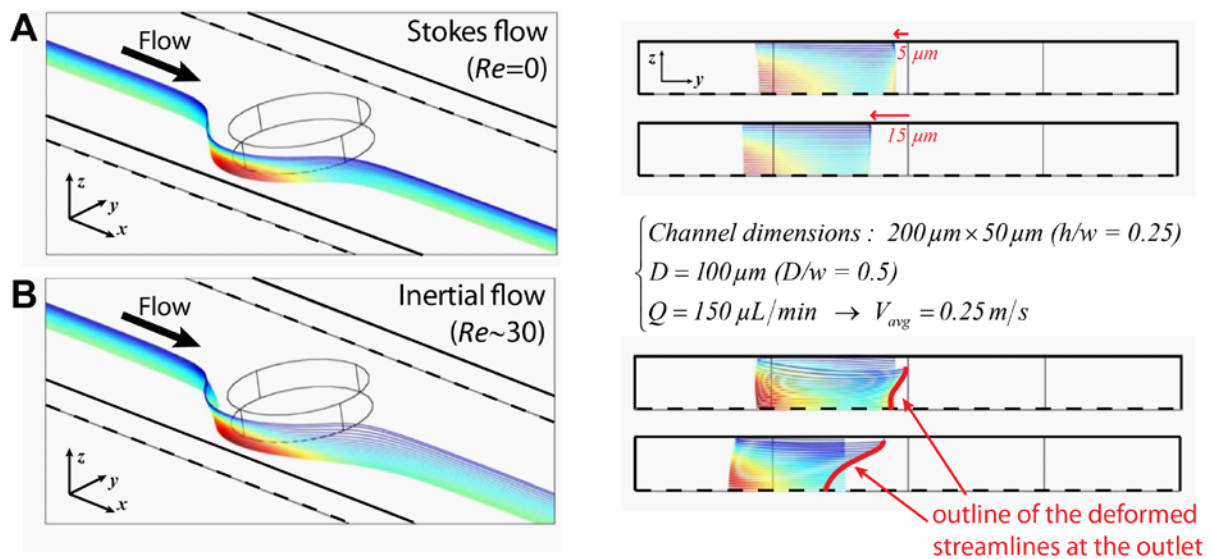 A
Flow
Stokes flow
(Re=0)
z
y
x
z
y
5 μm
15 μm
Channel dimensions : 200 μm × 50 μm (h/w = 0.25)
D = 100 μm (D/w = 0.5)
Q = 150 μL/min → Vavg = 0.25 m/s
B
Flow
Inertial flow
(Re~30)
z
y
x
outline of the deformed
streamlines at the outlet